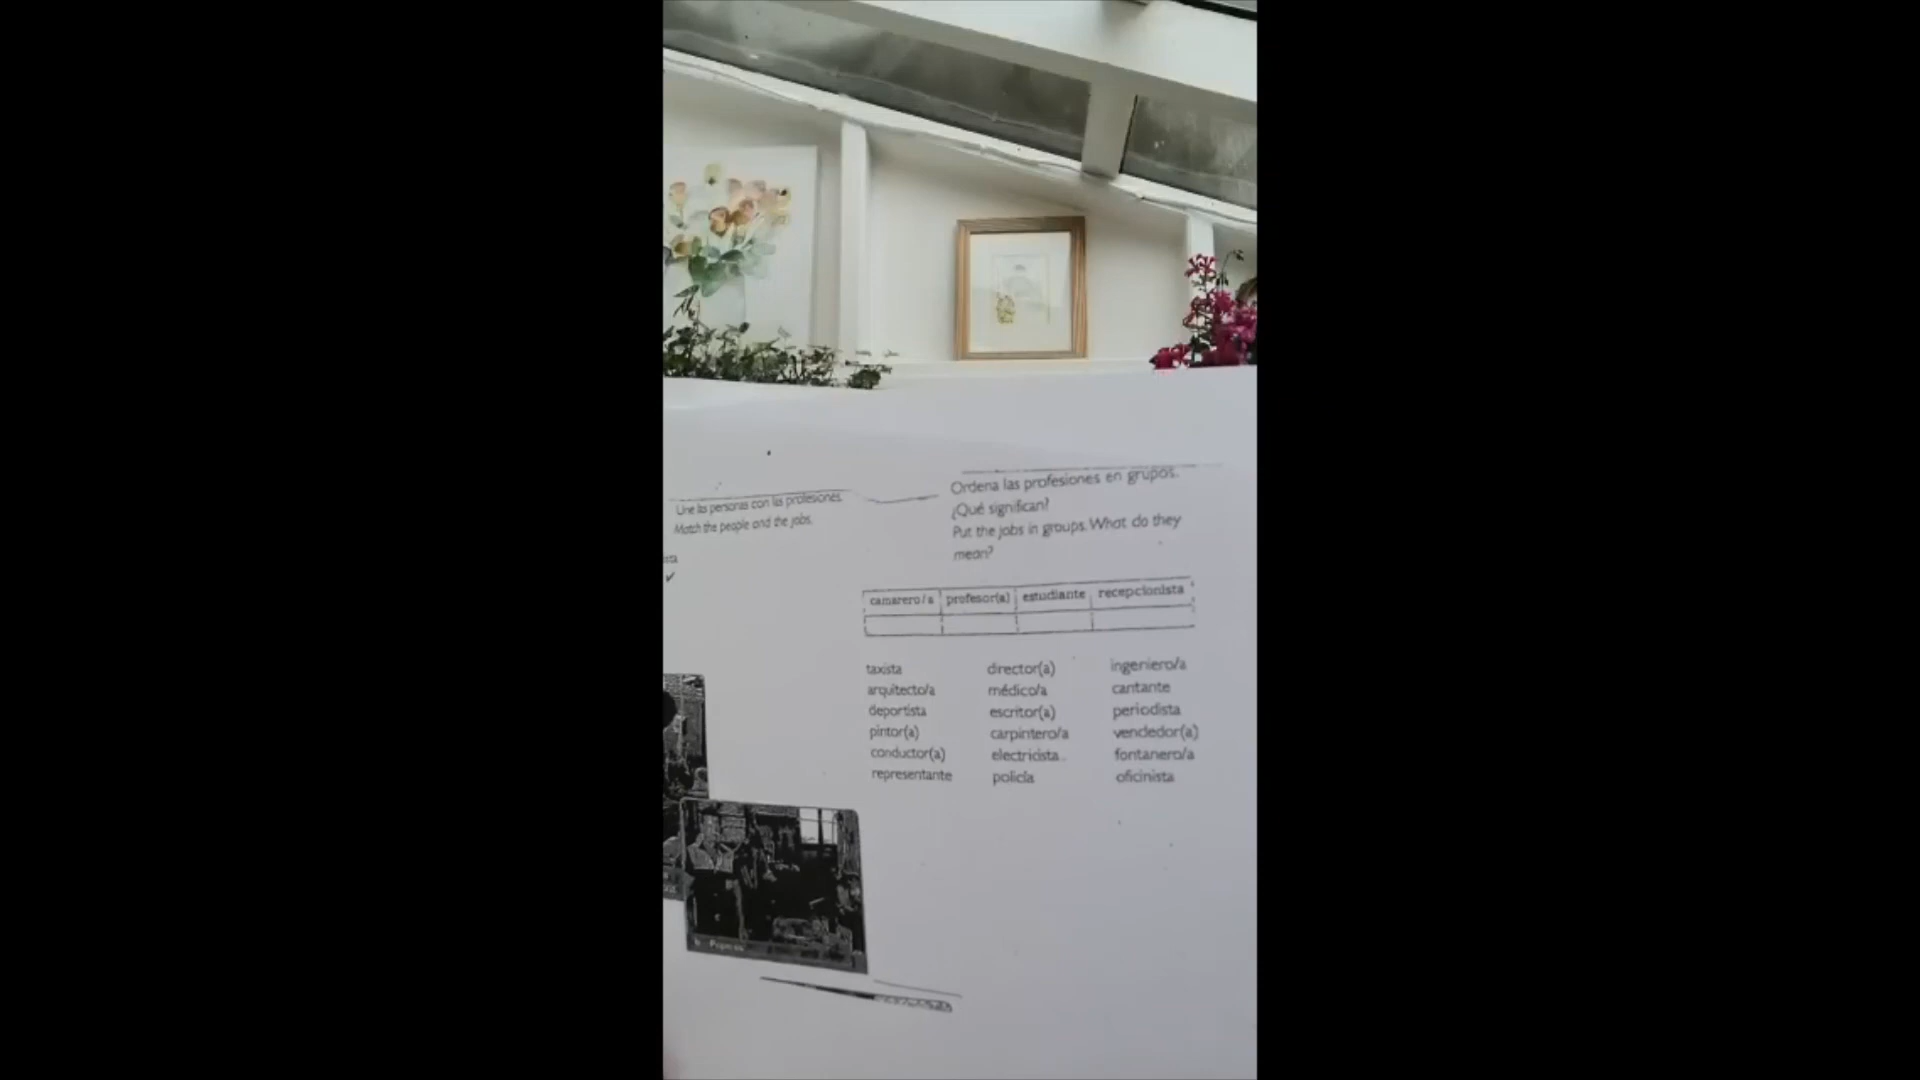 Une las personas con las profesiones.
Match the people and the jobs.
Ordena las profesiones en grupos.
¿Qué significan?
Put the jobs in groups. What do they
mean?
camarero/a profesor(a) estudiante recepcionista
taxista director(a) ingeniero/a
arquitecto/a médico/a cantante
deportista escritor(a) periodista
pintor(a) carpintero/a vendedor(a)
conductor(a) electricista fontanero/a
representante policía oficinista